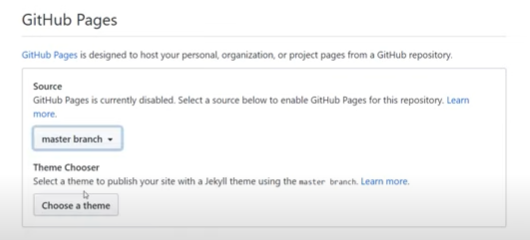 GitHub Pages
GitHub Pages is designed to host your personal, organization, or project pages from a GitHub repository.
Source
GitHub Pages is currently disabled. Select a source below to enable GitHub Pages for this repository. Learn
more.
master branch
Theme Chooser
Select a theme to publish your site with a Jekyll theme using the master branch. Learn more.
Choose a theme